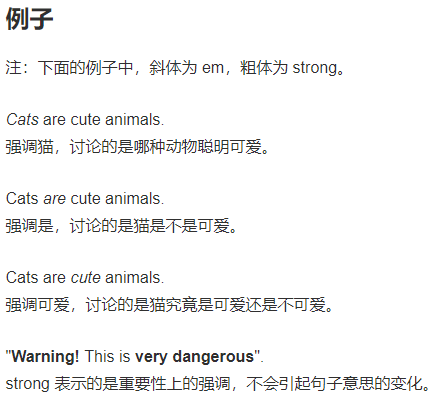 例子
注：下面的例子中，斜体为 em，粗体为 strong。
Cats are cute animals.
强调猫，讨论的是哪种动物聪明可爱。
Cats are cute animals.
强调是，讨论的是猫是不是可爱。
Cats are cute animals.
强调可爱，讨论的是猫究竟是可爱还是不可爱。
"Warning! This is very dangerous".
strong 表示的是重要性上的强调，不会引起句子意思的变化。